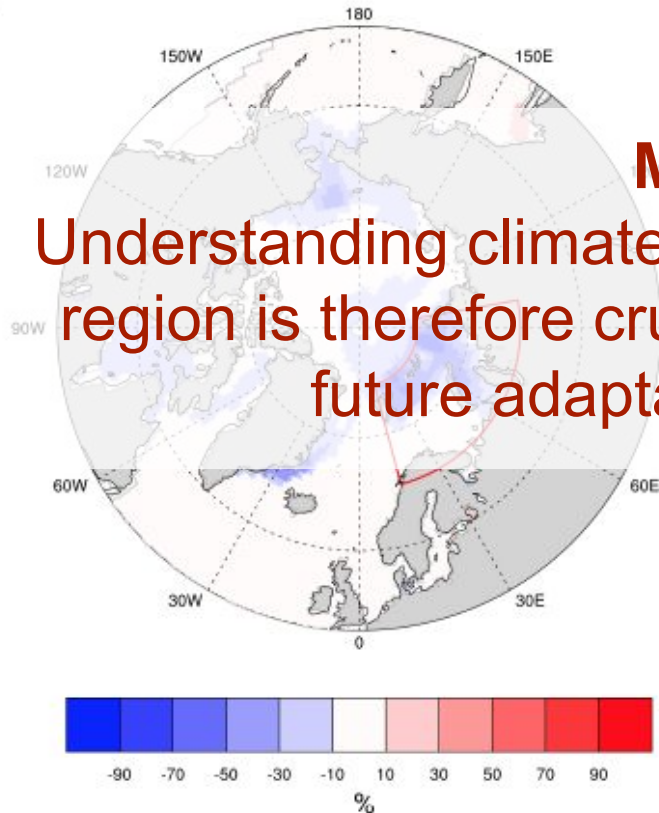 180
150W 150E
120W
M
Understanding climate
90W
region is therefore cru
future adapta
60W 60E
30W 30E
0
-90 -70 -50 -30 -10 10 30 50 70 90
%